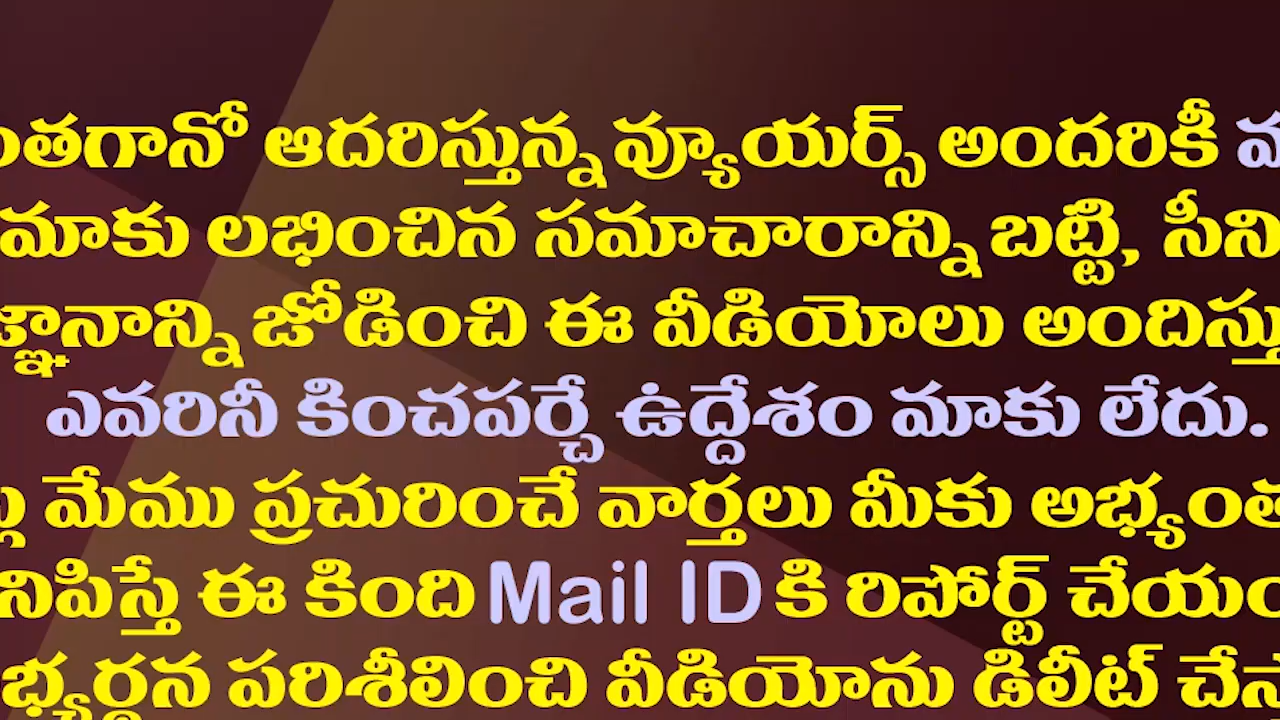 ంతగానో ఆదరిస్తున్న వ్యూయర్స్ అందరికీ
మాకు లభించిన సమాచారాన్ని బట్టి, సీని
జ్ఞానాన్ని జోడించి ఈ వీడియోలు అందిస్తు
ఎవరినీ కించపర్చే ఉద్దేశం మాకు లేదు.
మేము ప్రచురించే వార్తలు మీకు అభ్యంత
నిపిస్తే ఈ కింది Mail ID కి రిపోర్ట్ చేయం
భ్యర్థన పరిశీలించి వీడియోను డిలీట్ చేస